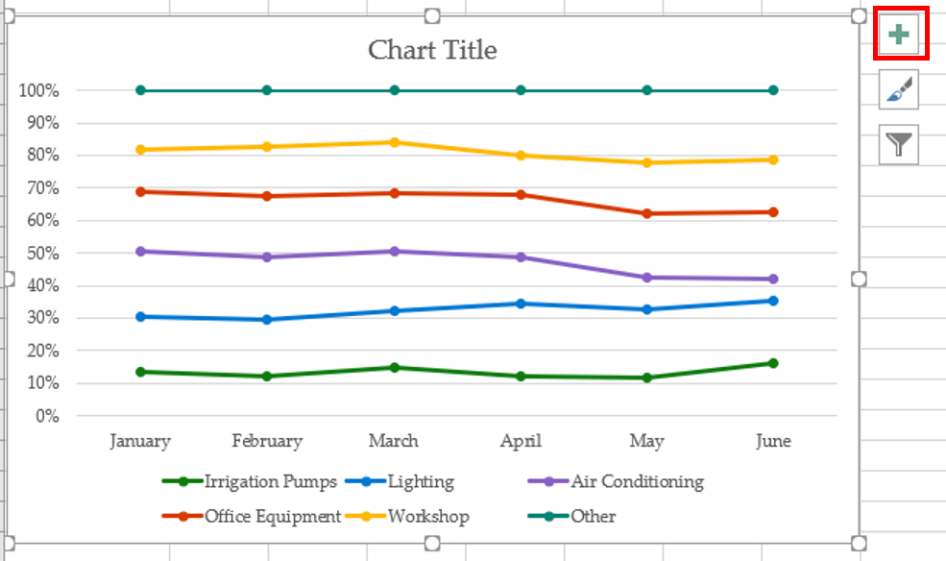 Chart Title
100%
90%
80%
70%
60%
50%
40%
30%
20%
10%
0%
January February March April May June
Irrigation Pumps Lighting Air Conditioning
Office Equipment Workshop Other